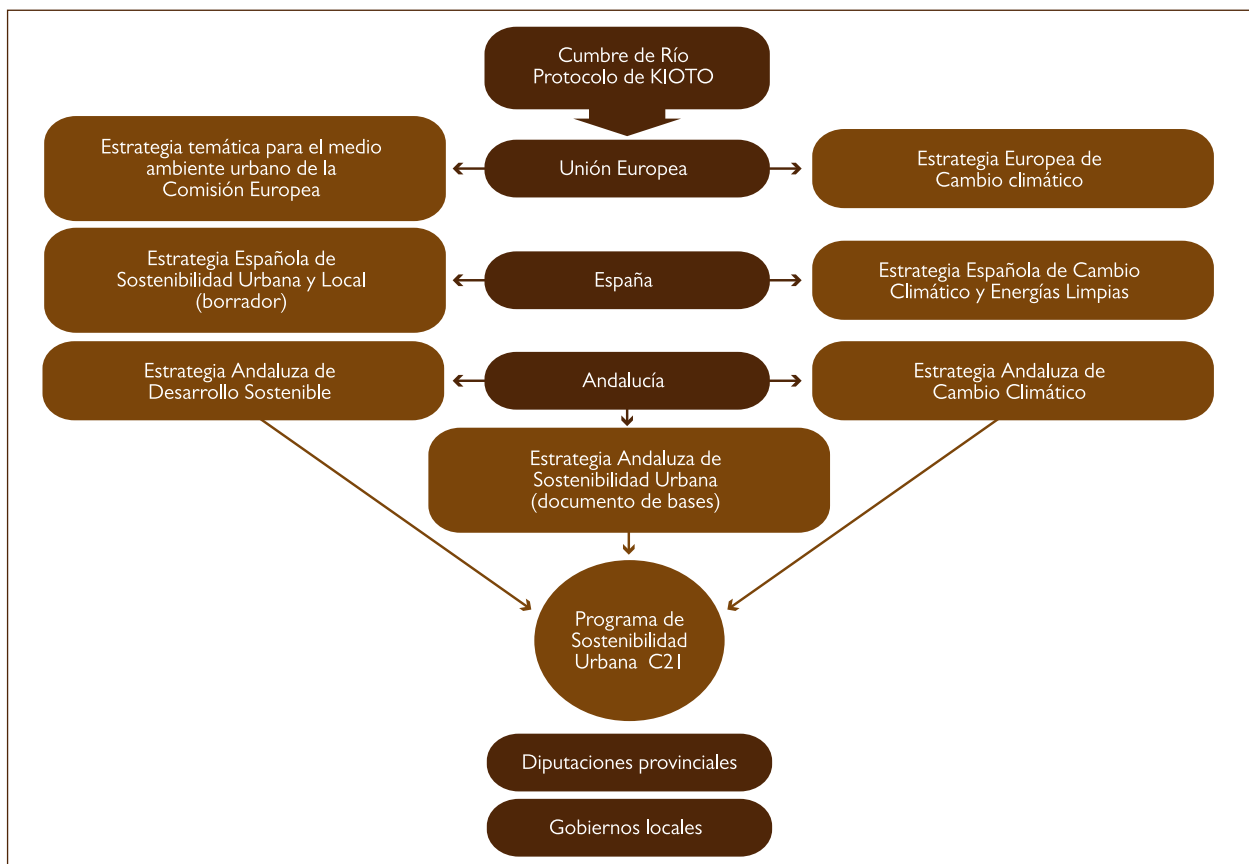 Cumbre de Río
Protocolo de KIOTO
Estrategia temática para el medio
ambiente urbano de la
Comisión Europea
Unión Europea
Estrategia Europea de
Cambio climático
Estrategia Española de
Sostenibilidad Urbana y Local
(borrador)
España
Estrategia Española de Cambio
Climático y Energías Limpias
Estrategia Andaluza de
Desarrollo Sostenible
Andalucía
Estrategia Andaluza de
Cambio Climático
Estrategia Andaluza de
Sostenibilidad Urbana
(documento de bases)
Programa de
Sostenibilidad
Urbana C21
Diputaciones provinciales
Gobiernos locales